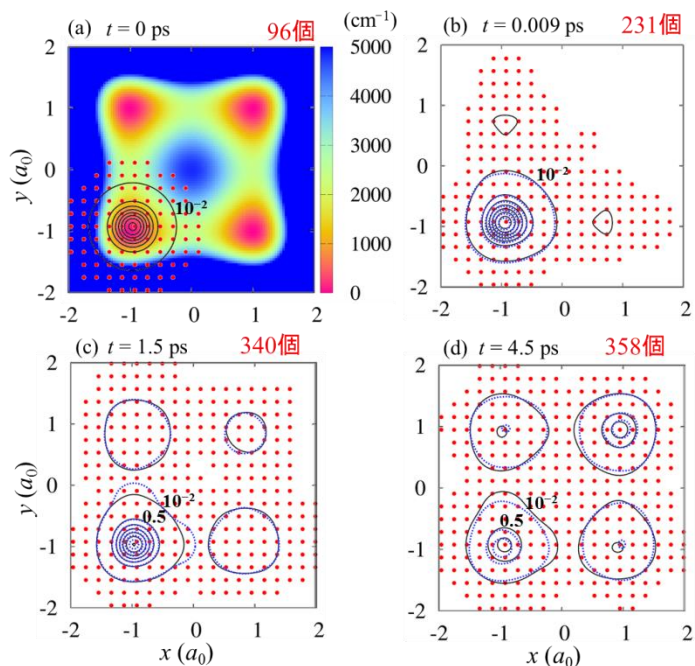 (a) t = 0 ps 96個
(cm⁻¹)
(b) t = 0.009 ps 231個
2
1
0
-1
-2
y (a₀)
10⁻²
-2 -1 0 1 2
5000
4000
3000
2000
1000
0
2
1
0
-1
-2
10⁻²
-2 -1 0 1 2
(c) t = 1.5 ps 340個
(d) t = 4.5 ps 358個
2
1
0
-1
-2
y (a₀)
10⁻²
0.5
-2 -1 0 1 2
x (a₀)
2
1
0
-1
-2
10⁻²
0.5
-2 -1 0 1 2
x (a₀)